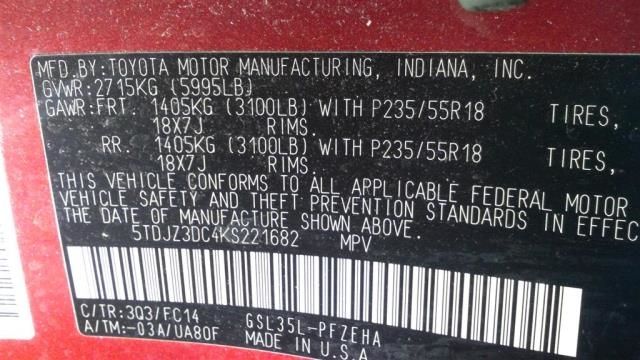 MFD.BY:TOYOTA MOTOR MANUFACTURING, INDIANA, INC.
GVWR:2715KG (5995LB)
GAWR:FRT. 1405KG (3100LB) WITH P235/55R18 TIRES,
18X7J RIMS.
RR. 1405KG (3100LB) WITH P235/55R18 TIRES,
18X7J RIMS.
THIS VEHICLE CONFORMS TO ALL APPLICABLE FEDERAL MOTOR
VEHICLE SAFETY AND THEFT PREVENTION STANDARDS IN EFFEC
THE DATE OF MANUFACTURE SHOWN ABOVE.
5TDJZ3DC4KS221682 MPV
C/TR:3Q3/FC14 GSL35L-PFZEHA
A/TM:-03A/UA80F MADE IN U.S.A.